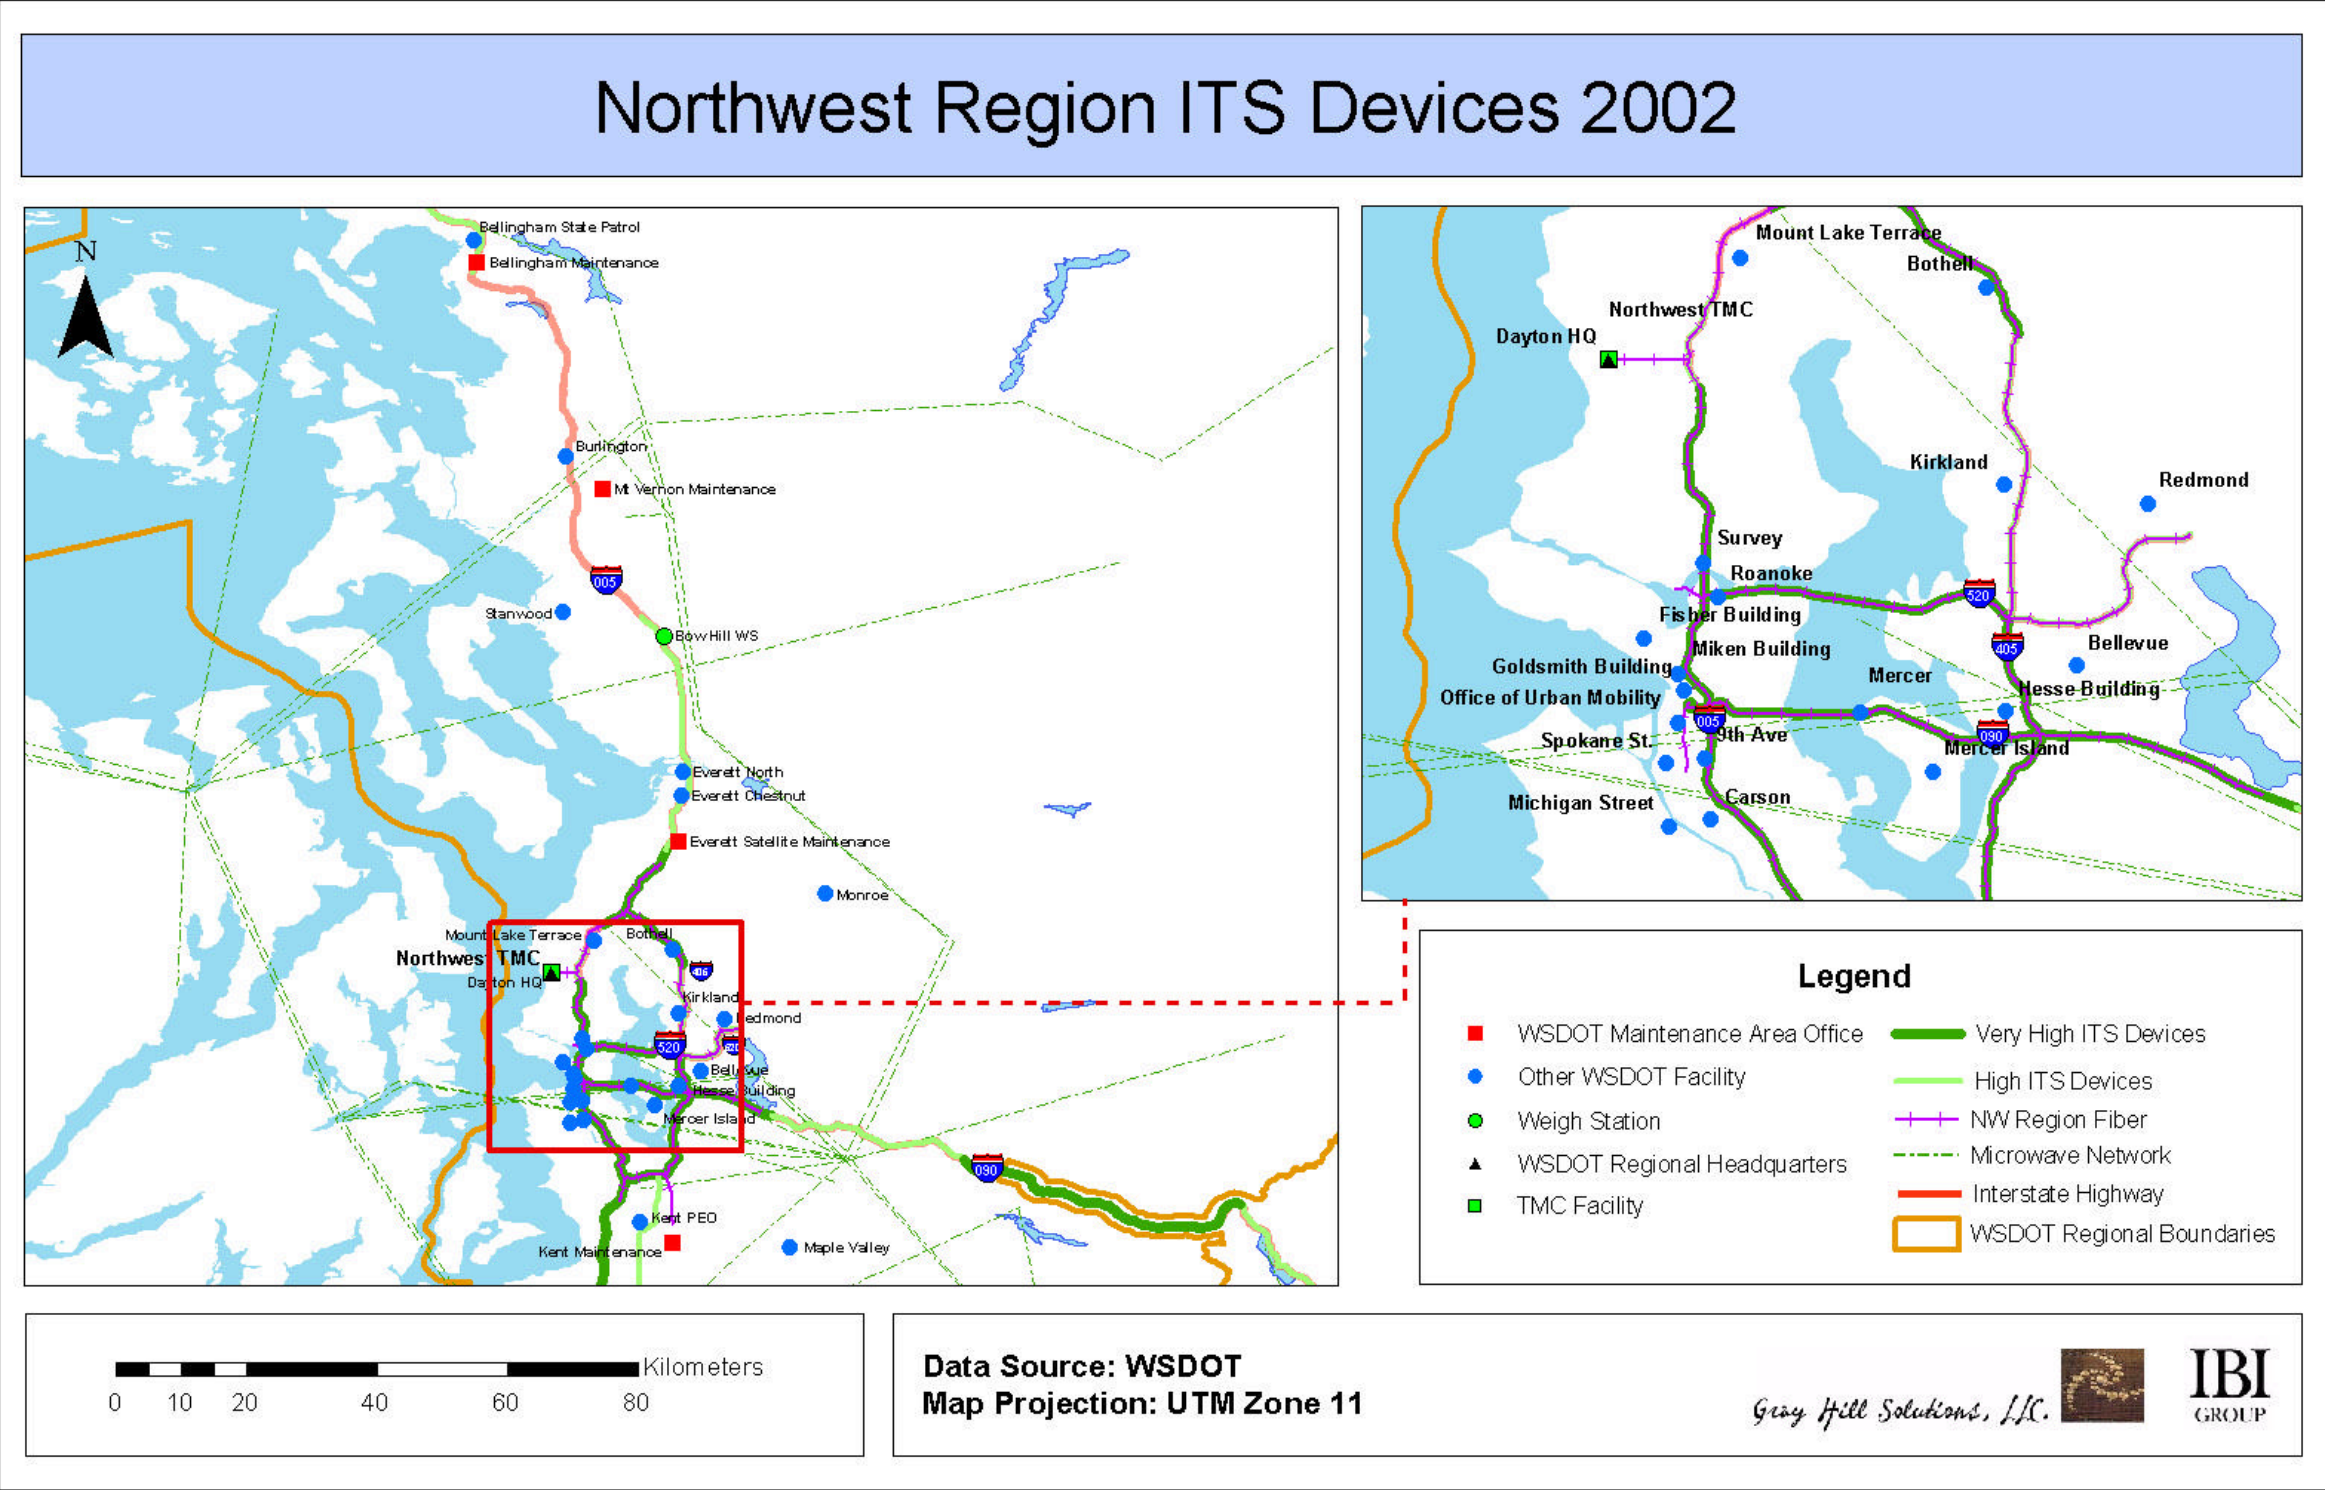 Northwest Region ITS Devices 2002
N
Bellingham State Patrol
Bellingham Maintenance
Burlington
Mt Vernon Maintenance
005
Stanwood
Bow Hill WS
Everett North
Everett Chestnut
Everett Satellite Maintenance
Monroe
Mount Lake Terrace
Bothell
Northwest TMC
Dayton HQ
Kirkland
Redmond
520
Bellevue
Hesse Building
Mercer Island
090
Kent PEO
Kent Maintenance
Maple Valley
Mount Lake Terrace
Bothell
Northwest TMC
Dayton HQ
Kirkland
Redmond
Survey
Roanoke
520
Fisher Building
Miken Building
405
Bellevue
Goldsmith Building
Mercer
Office of Urban Mobility
Hesse Building
005
9th Ave
090
Spokane St.
Mercer Island
Michigan Street
Carson
Legend
WSDOT Maintenance Area Office
Other WSDOT Facility
Weigh Station
WSDOT Regional Headquarters
TMC Facility
Very High ITS Devices
High ITS Devices
NW Region Fiber
Microwave Network
Interstate Highway
WSDOT Regional Boundaries
Kilometers
0 10 20 40 60 80
Data Source: WSDOT
Map Projection: UTM Zone 11
Gray Hill Solutions, LLC.
IBI
GROUP